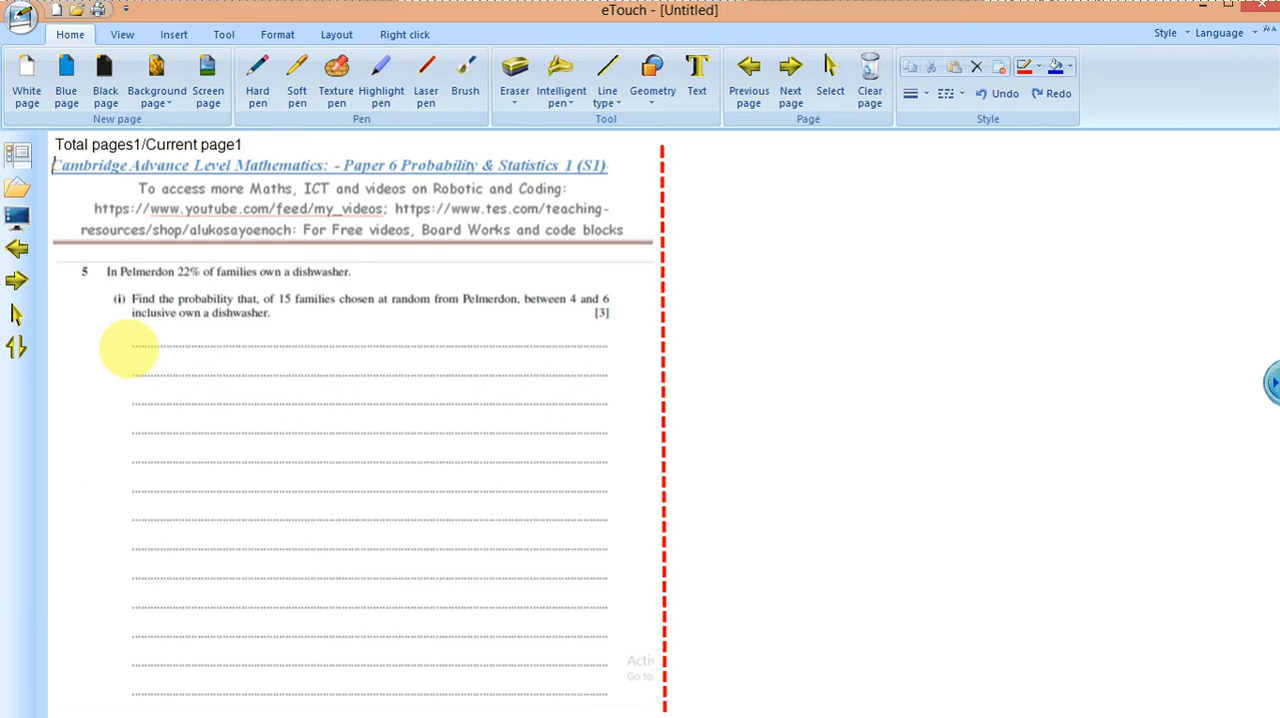 eTouch - [Untitled]
Home View Insert Tool Format Layout Right click Style Language
White page Blue page Black page Background page Screen page Hard pen Soft pen Texture pen Highlight pen Laser pen Brush Eraser Intelligent pen Line type Geometry Text Previous page Next page Select Clear page Undo Redo
New page Pen Tool Page Style
Total pages1/Current page1
Cambridge Advance Level Mathematics: - Paper 6 Probability & Statistics 1 (S1)
To access more Maths, ICT and videos on Robotic and Coding:
https://www.youtube.com/feed/my_videos; https://www.tes.com/teaching-
resources/shop/alukosayoenoch: For Free videos, Board Works and code blocks
5 In Pelmerdon 22% of families own a dishwasher.
(i) Find the probability that, of 15 families chosen at random from Pelmerdon, between 4 and 6
inclusive own a dishwasher. [3]
Go to